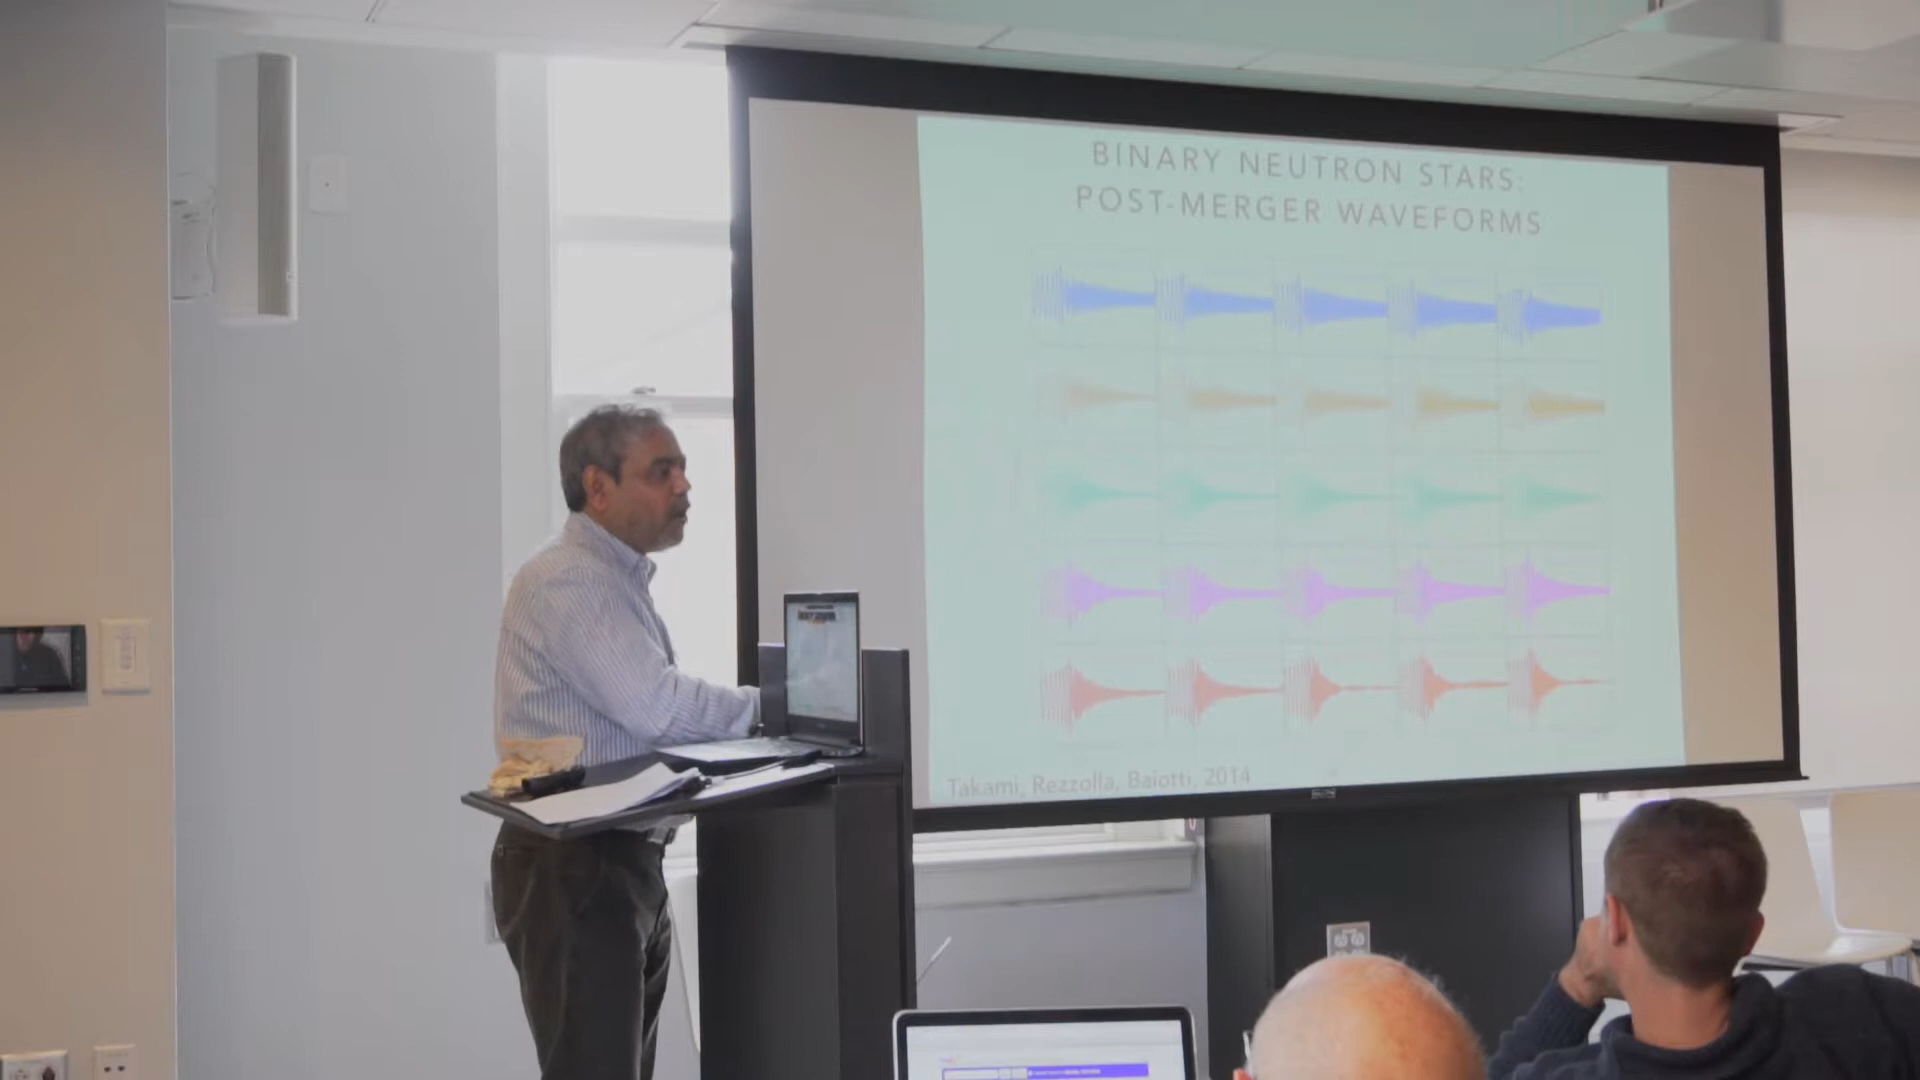 BINARY NEUTRON STARS:
POST-MERGER WAVEFORMS
Takami, Rezzolla, Baiotti, 2014